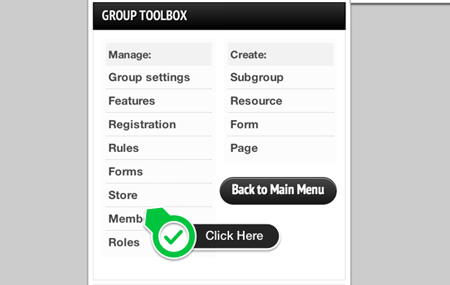 GROUP TOOLBOX
Manage:
Group settings
Features
Registration
Rules
Forms
Store
Memb
Roles
Create:
Subgroup
Resource
Form
Page
Back to Main Menu
Click Here